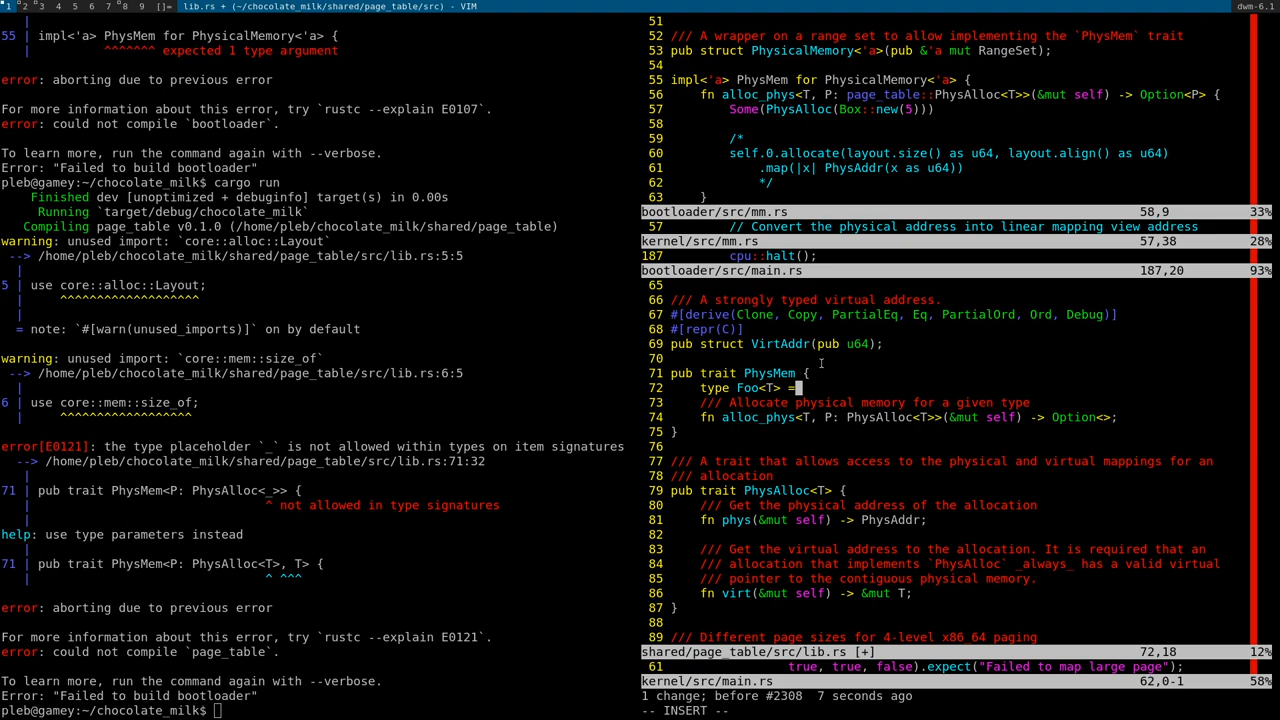 1 2 3 4 5 6 7 8 9 []= lib.rs + (~/chocolate_milk/shared/page_table/src) - VIM dwm-6.1
   |
55 | impl<'a> PhysMem for PhysicalMemory<'a> {
   |          ^^^^^^^ expected 1 type argument

error: aborting due to previous error

For more information about this error, try `rustc --explain E0107`.
error: could not compile `bootloader`.

To learn more, run the command again with --verbose.
Error: "Failed to build bootloader"
pleb@gamey:~/chocolate_milk$ cargo run
    Finished dev [unoptimized + debuginfo] target(s) in 0.00s
     Running `target/debug/chocolate_milk`
   Compiling page_table v0.1.0 (/home/pleb/chocolate_milk/shared/page_table)
warning: unused import: `core::alloc::Layout`
 --> /home/pleb/chocolate_milk/shared/page_table/src/lib.rs:5:5
  |
5 | use core::alloc::Layout;
  |     ^^^^^^^^^^^^^^^^^^^
  |
  = note: `#[warn(unused_imports)]` on by default

warning: unused import: `core::mem::size_of`
 --> /home/pleb/chocolate_milk/shared/page_table/src/lib.rs:6:5
  |
6 | use core::mem::size_of;
  |     ^^^^^^^^^^^^^^^^^^

error[E0121]: the type placeholder `_` is not allowed within types on item signatures
  --> /home/pleb/chocolate_milk/shared/page_table/src/lib.rs:71:32
   |
71 | pub trait PhysMem<P: PhysAlloc<_>> {
   |                                ^ not allowed in type signatures
   |
help: use type parameters instead
   |
71 | pub trait PhysMem<P: PhysAlloc<T>, T> {
   |                                ^ ^^^

error: aborting due to previous error

For more information about this error, try `rustc --explain E0121`.
error: could not compile `page_table`.

To learn more, run the command again with --verbose.
Error: "Failed to build bootloader"
pleb@gamey:~/chocolate_milk$
51
52 /// A wrapper on a range set to allow implementing the `PhysMem` trait
53 pub struct PhysicalMemory<'a>(pub &'a mut RangeSet);
54
55 impl<'a> PhysMem for PhysicalMemory<'a> {
56     fn alloc_phys<T, P: page_table::PhysAlloc<T>>(&mut self) -> Option<P> {
57         Some(PhysAlloc(Box::new(5)))
58
59         /*
60         self.0.allocate(layout.size() as u64, layout.align() as u64)
61             .map(|x| PhysAddr(x as u64))
62             */
63     }
bootloader/src/mm.rs 58,9 33%
57         // Convert the physical address into linear mapping view address
kernel/src/mm.rs 57,38 28%
187         cpu::halt();
bootloader/src/main.rs 187,20 93%
65
66 /// A strongly typed virtual address.
67 #[derive(Clone, Copy, PartialEq, Eq, PartialOrd, Ord, Debug)]
68 #[repr(C)]
69 pub struct VirtAddr(pub u64);
70
71 pub trait PhysMem {
72     type Foo<T> =
73     /// Allocate physical memory for a given type
74     fn alloc_phys<T, P: PhysAlloc<T>>(&mut self) -> Option<>;
75 }
76
77 /// A trait that allows access to the physical and virtual mappings for an
78 /// allocation
79 pub trait PhysAlloc<T> {
80     /// Get the physical address of the allocation
81     fn phys(&mut self) -> PhysAddr;
82
83     /// Get the virtual address to the allocation. It is required that an
84     /// allocation that implements `PhysAlloc` _always_ has a valid virtual
85     /// pointer to the contiguous physical memory.
86     fn virt(&mut self) -> &mut T;
87 }
88
89 /// Different page sizes for 4-level x86_64 paging
shared/page_table/src/lib.rs [+] 72,18 12%
61                 true, true, false).expect("Failed to map large page");
kernel/src/main.rs 62,0-1 58%
1 change; before #2308  7 seconds ago
-- INSERT --